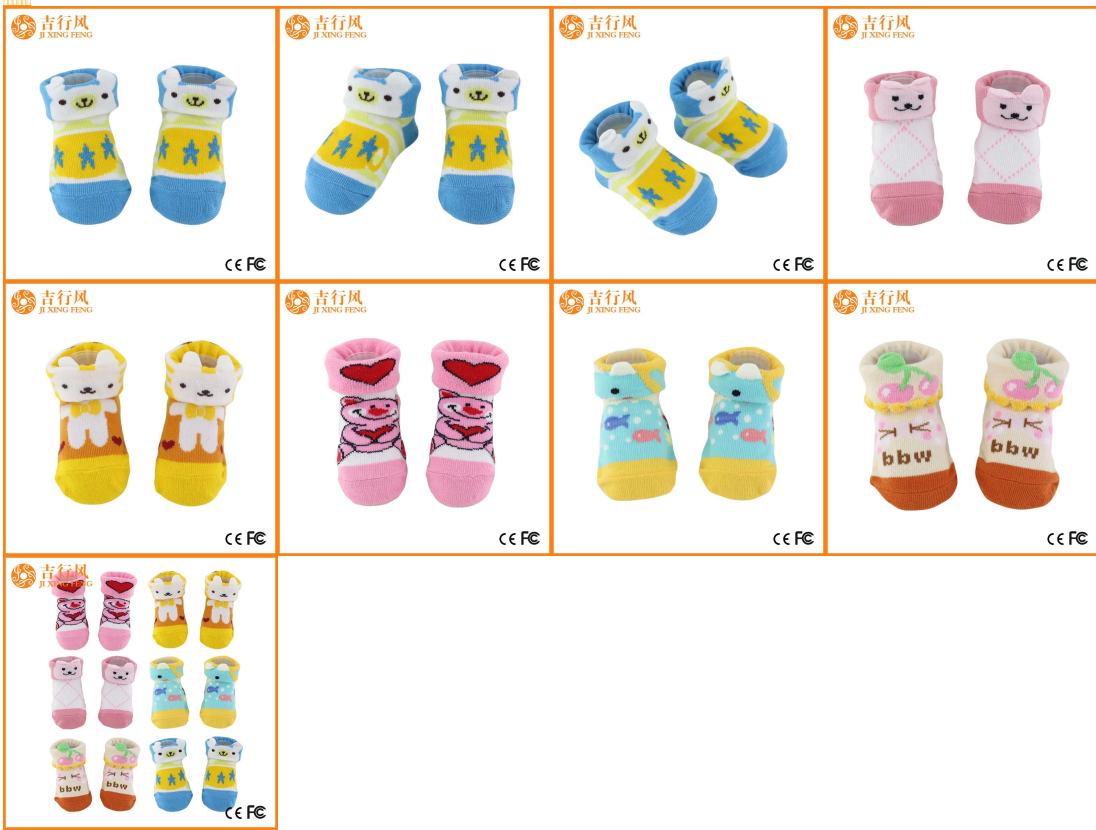 吉行风
JI XING FENG
吉行风
JI XING FENG
吉行风
JI XING FENG
吉行风
JI XING FENG
CE FC
CE FC
CE FC
CE FC
吉行风
JI XING FENG
吉行风
JI XING FENG
吉行风
JI XING FENG
吉行风
JI XING FENG
bbw
bbw
CE FC
CE FC
CE FC
CE FC
吉行风
JI XING FENG
bbw
bbw
CE FC